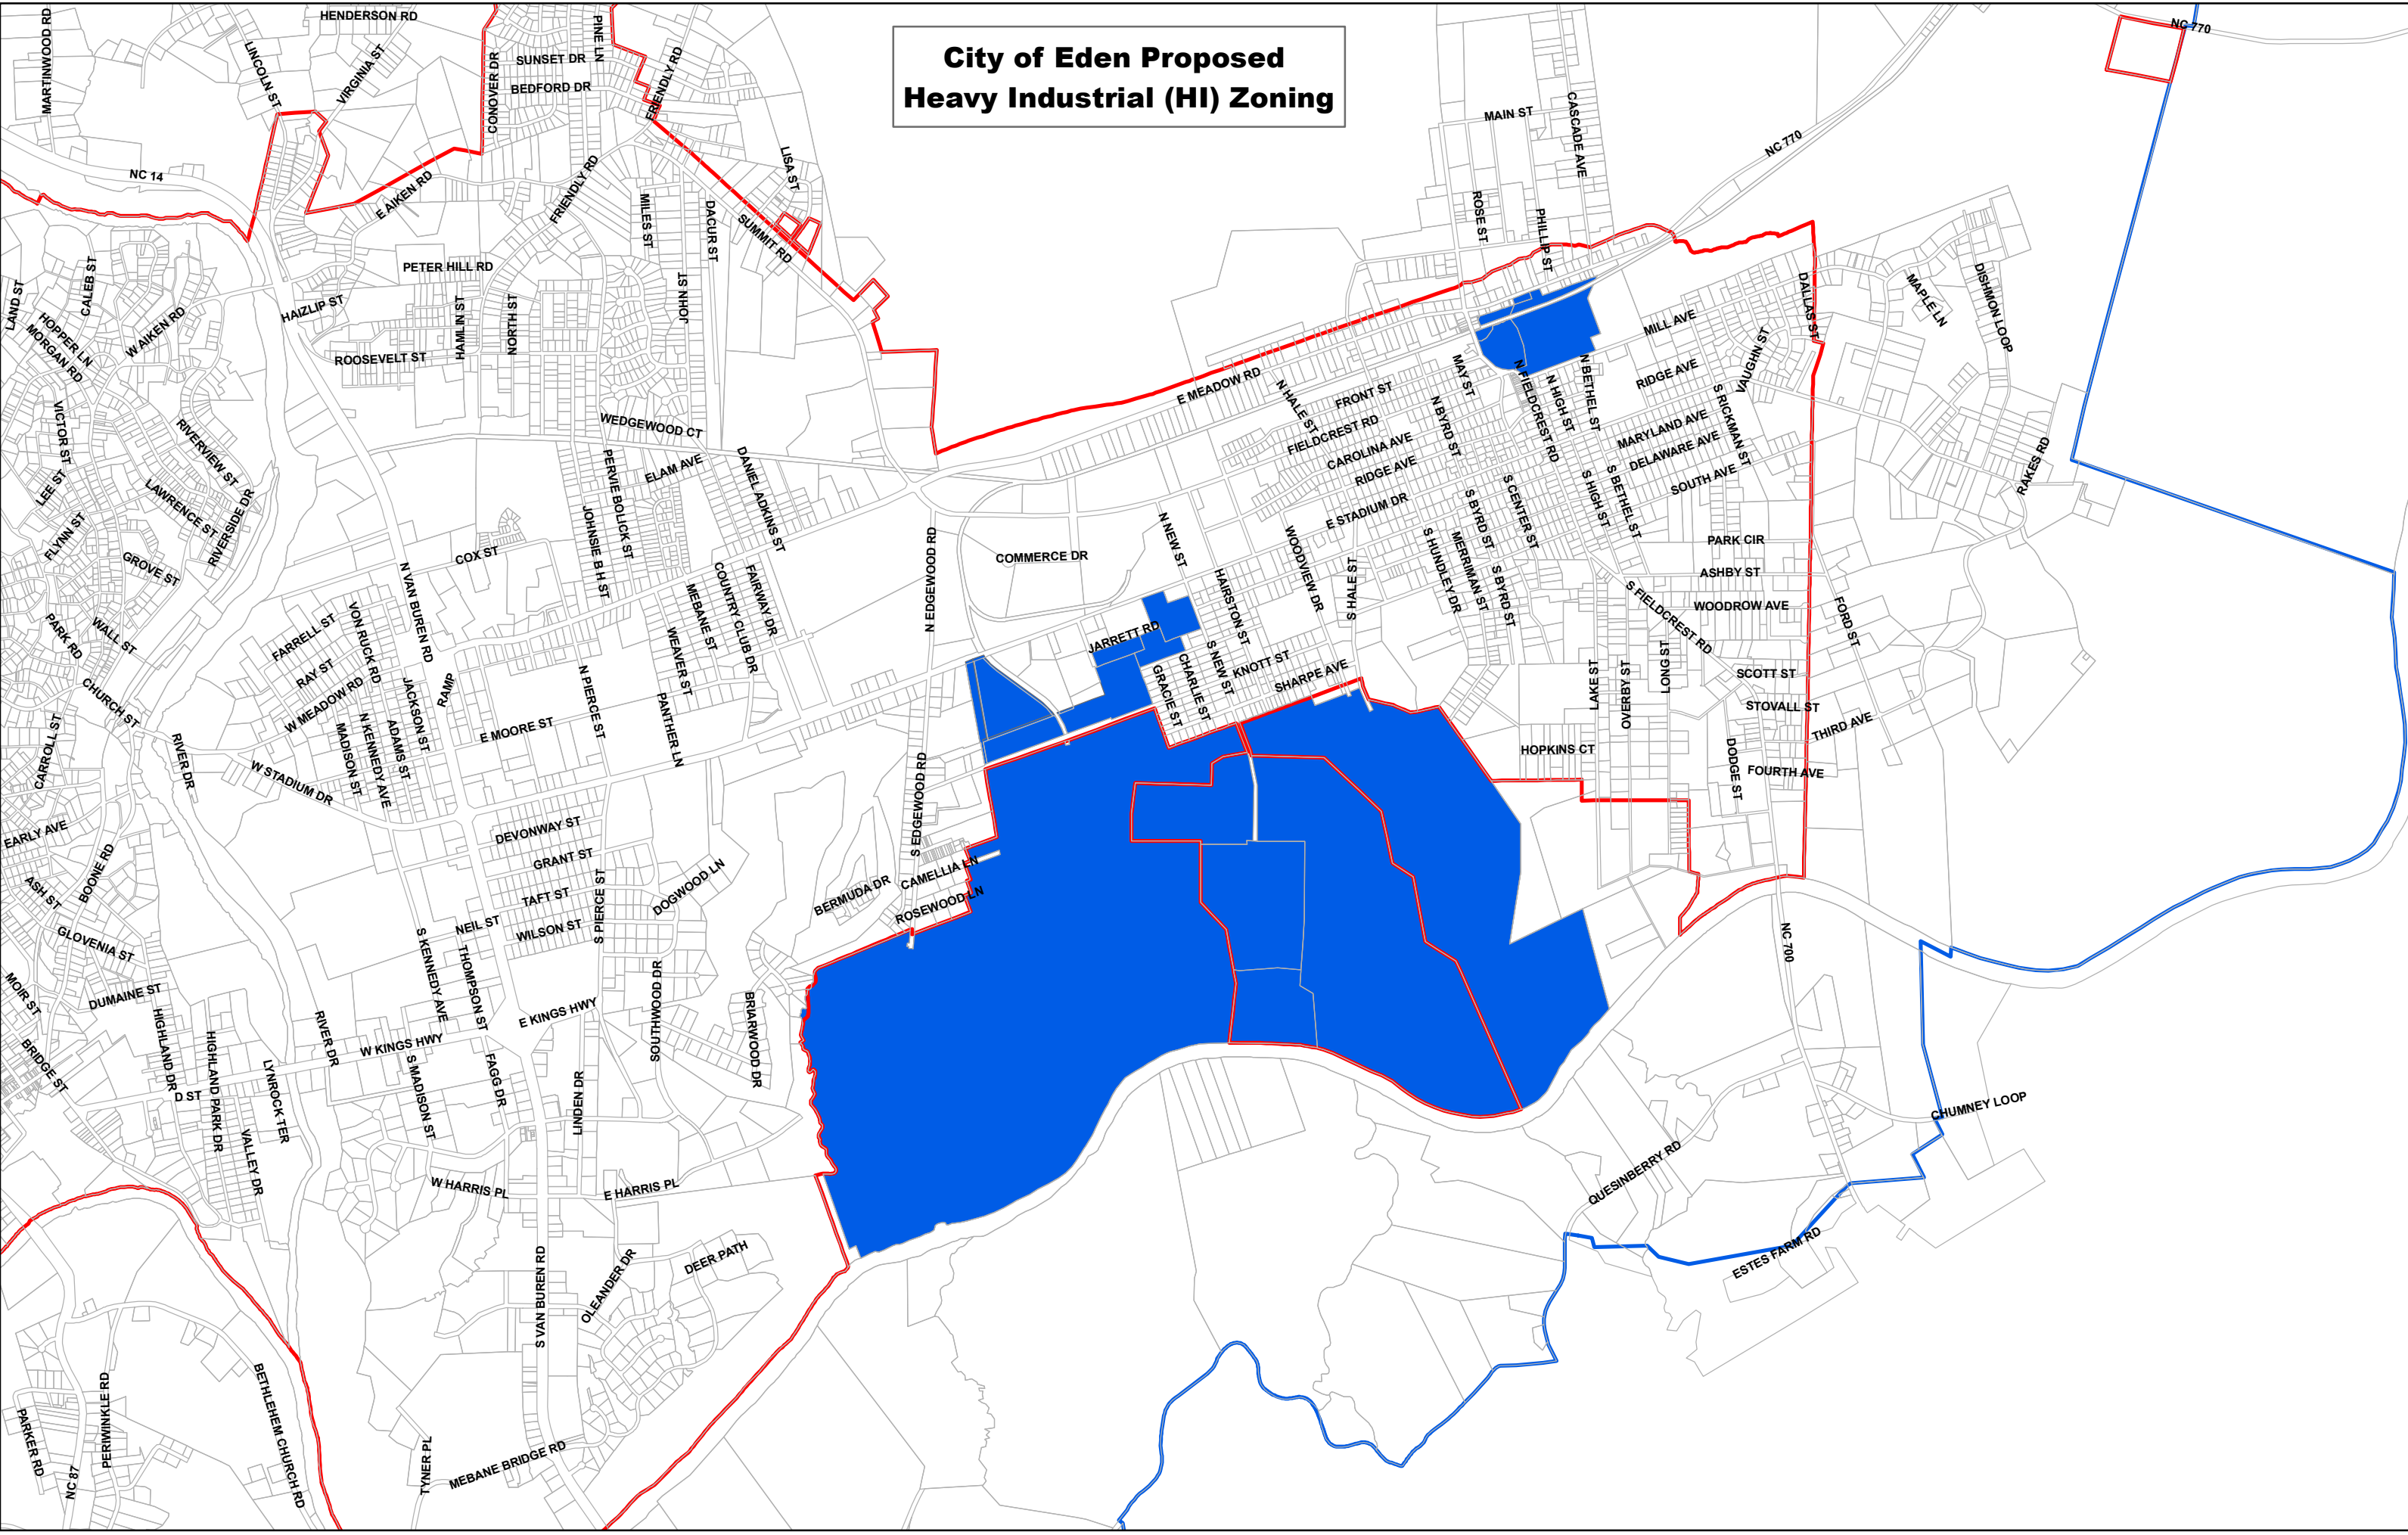 City of Eden Proposed
Heavy Industrial (HI) Zoning
HENDERSON RD
MARTINWOOD RD
LINCOLN ST
VIRGINIA ST
CONOVER DR
SUNSET DR
PINE LN
BEDFORD DR
FRIENDLY RD
NC 770
MAIN ST
CASCADE AVE
NC 770
NC 14
E AIKEN RD
FRIENDLY RD
LISA ST
MILES ST
DACUR ST
SUMMIT RD
ROSE ST
PHILLIP ST
LAND ST
CALEB ST
PETER HILL RD
JOHN ST
HAIZLIP ST
HOPPER LN
MORGAN RD
W AIKEN RD
HAMLIN ST
NORTH ST
ROOSEVELT ST
DALLAS ST
MAPLE LN
DISHMON LOOP
MILL AVE
VAUGHN ST
E MEADOW RD
N HALE ST
FRONT ST
MAY ST
N FIELDCREST RD
N HIGH ST
N BETHEL ST
RIDGE AVE
S RICKMAN ST
VICTOR ST
RIVERVIEW ST
WEDGEWOOD CT
FIELDCREST RD
N BYRD ST
CAROLINA AVE
RIDGE AVE
MARYLAND AVE
DELAWARE AVE
SOUTH AVE
RAKES RD
LEE ST
LAWRENCE ST
RIVERSIDE DR
PERVIE BOLICK ST
ELAM AVE
DANIEL ADKINS ST
JOHNSIE B H ST
E STADIUM DR
S BYRD ST
S CENTER ST
S HIGH ST
S BETHEL ST
FLYNN ST
GROVE ST
COX ST
N VAN BUREN RD
N EDGEWOOD RD
COMMERCE DR
N NEW ST
WOODVIEW DR
S HALE ST
S HUNDLEY DR
MERRIMAN ST
S BYRD ST
PARK CIR
ASHBY ST
WOODROW AVE
FORD ST
PARK RD
WALL ST
FARRELL ST
VON RUCK RD
RAY ST
W MEADOW RD
MEBANE ST
COUNTRY CLUB DR
FAIRWAY DR
WEAVER ST
JARRETT RD
HAIRSTON ST
S FIELDCREST RD
CHURCH ST
JACKSON ST
RAMP
N PIERCE ST
PANTHER LN
CHARLIE ST
GRACIE ST
S NEW ST
KNOTT ST
SHARPE AVE
LAKE ST
OVERBY ST
LONG ST
SCOTT ST
STOVALL ST
THIRD AVE
CARROLL ST
RIVER DR
MADISON ST
N KENNEDY AVE
ADAMS ST
E MOORE ST
HOPKINS CT
DODGE ST
FOURTH AVE
W STADIUM DR
EARLY AVE
BOONE RD
DEVONWAY ST
GRANT ST
S EDGEWOOD RD
CAMELLIA LN
ASH ST
TAFT ST
S PIERCE ST
DOGWOOD LN
BERMUDA DR
ROSEWOOD LN
GLOVENIA ST
NEIL ST
WILSON ST
S KENNEDY AVE
THOMPSON ST
NC 700
MOIR ST
DUMAINE ST
SOUTHWOOD DR
BRIARWOOD DR
HIGHLAND DR
HIGHLAND PARK DR
RIVER DR
W KINGS HWY
E KINGS HWY
BRIDGE ST
D ST
LYNROCK TER
S MADISON ST
FAGG DR
LINDEN DR
CHUMNEY LOOP
VALLEY DR
W HARRIS PL
E HARRIS PL
QUESINBERRY RD
ESTES FARM RD
S VAN BUREN RD
OLEANDER DR
DEER PATH
BETHLEHEM CHURCH RD
PARKER RD
PERIWINKLE RD
NC 87
TYNER PL
MEBANE BRIDGE RD